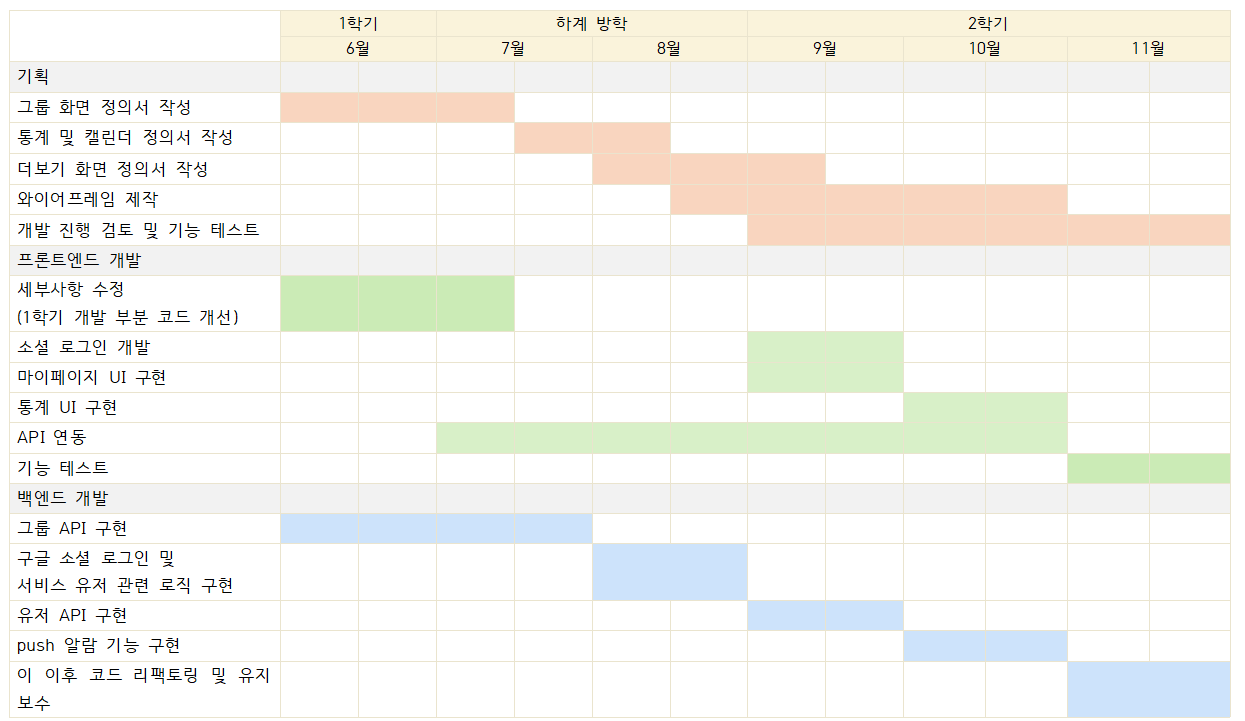 1학기 하계 방학 2학기
6월 7월 8월 9월 10월 11월
기획
그룹 화면 정의서 작성
통계 및 캘린더 정의서 작성
더보기 화면 정의서 작성
와이어프레임 제작
개발 진행 검토 및 기능 테스트
프론트엔드 개발
세부사항 수정
(1학기 개발 부분 코드 개선)
소셜 로그인 개발
마이페이지 UI 구현
통계 UI 구현
API 연동
기능 테스트
백엔드 개발
그룹 API 구현
구글 소셜 로그인 및
서비스 유저 관련 로직 구현
유저 API 구현
push 알람 기능 구현
이 이후 코드 리팩토링 및 유지
보수